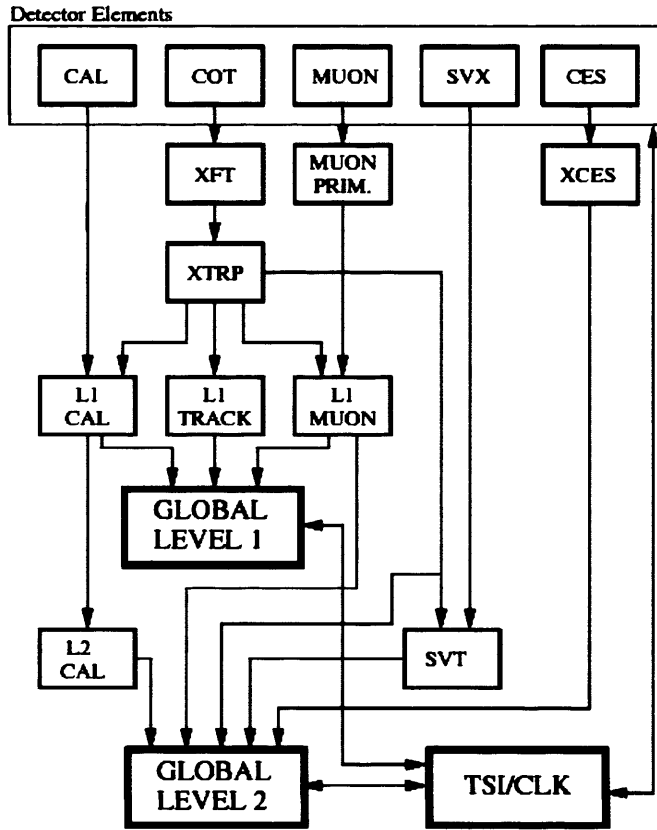 Detector Elements
CAL
COT
MUON
SVX
CES
XFT
MUON
PRIM.
XCES
XTRP
L1
CAL
L1
TRACK
L1
MUON
GLOBAL
LEVEL 1
L2
CAL
SVT
GLOBAL
LEVEL 2
TSI/CLK